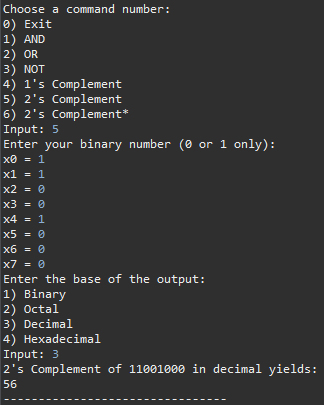 Choose a command number:
0) Exit
1) AND
2) OR
3) NOT
4) 1's Complement
5) 2's Complement
6) 2's Complement*
Input: 5
Enter your binary number (0 or 1 only):
x0 = 1
x1 = 1
x2 = 0
x3 = 0
x4 = 1
x5 = 0
x6 = 0
x7 = 0
Enter the base of the output:
1) Binary
2) Octal
3) Decimal
4) Hexadecimal
Input: 3
2's Complement of 11001000 in decimal yields:
56
--------------------------------